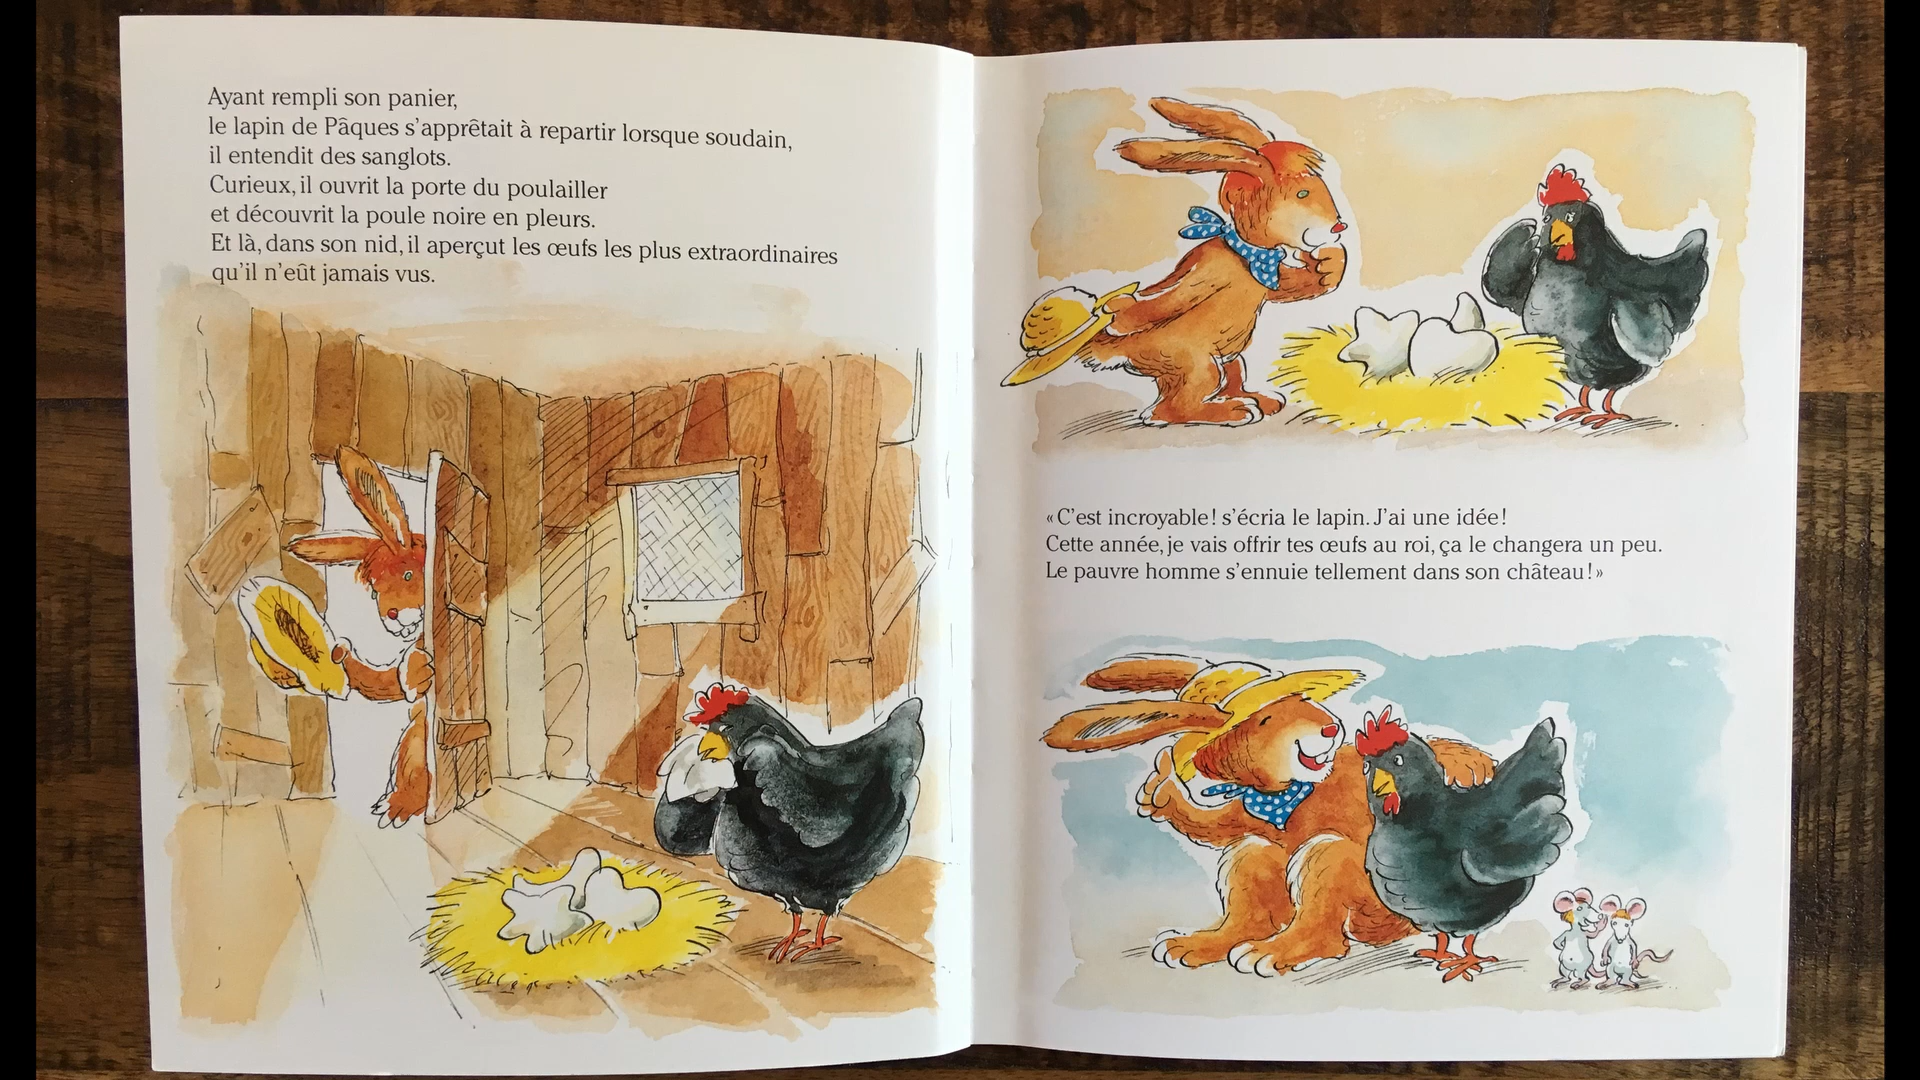 Ayant rempli son panier,
le lapin de Pâques s'apprêtait à repartir lorsque soudain,
il entendit des sanglots.
Curieux, il ouvrit la porte du poulailler
et découvrit la poule noire en pleurs.
Et là, dans son nid, il aperçut les œufs les plus extraordinaires
qu'il n'eût jamais vus.
« C'est incroyable ! s'écria le lapin. J'ai une idée !
Cette année, je vais offrir tes œufs au roi, ça le changera un peu.
Le pauvre homme s'ennuie tellement dans son château ! »